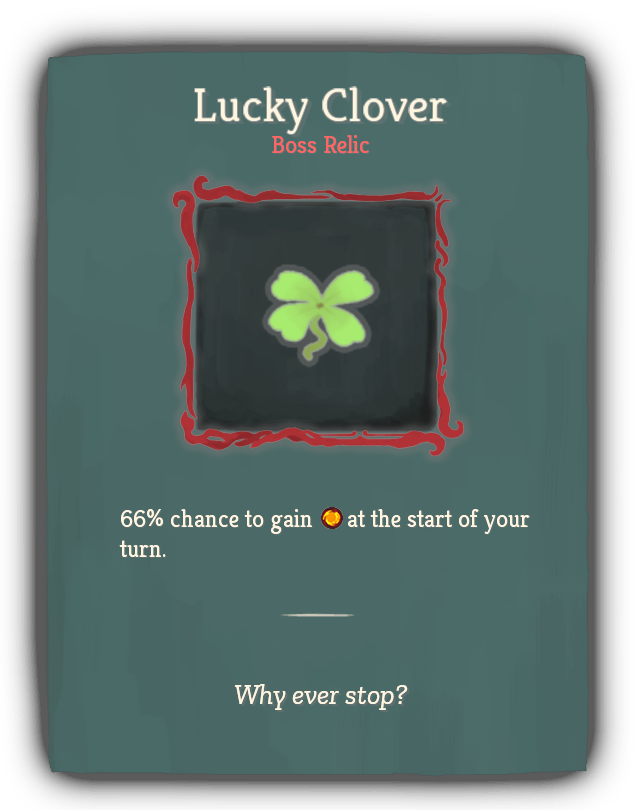 Lucky Clover
Boss Relic
66% chance to gain at the start of your
turn.
Why ever stop?